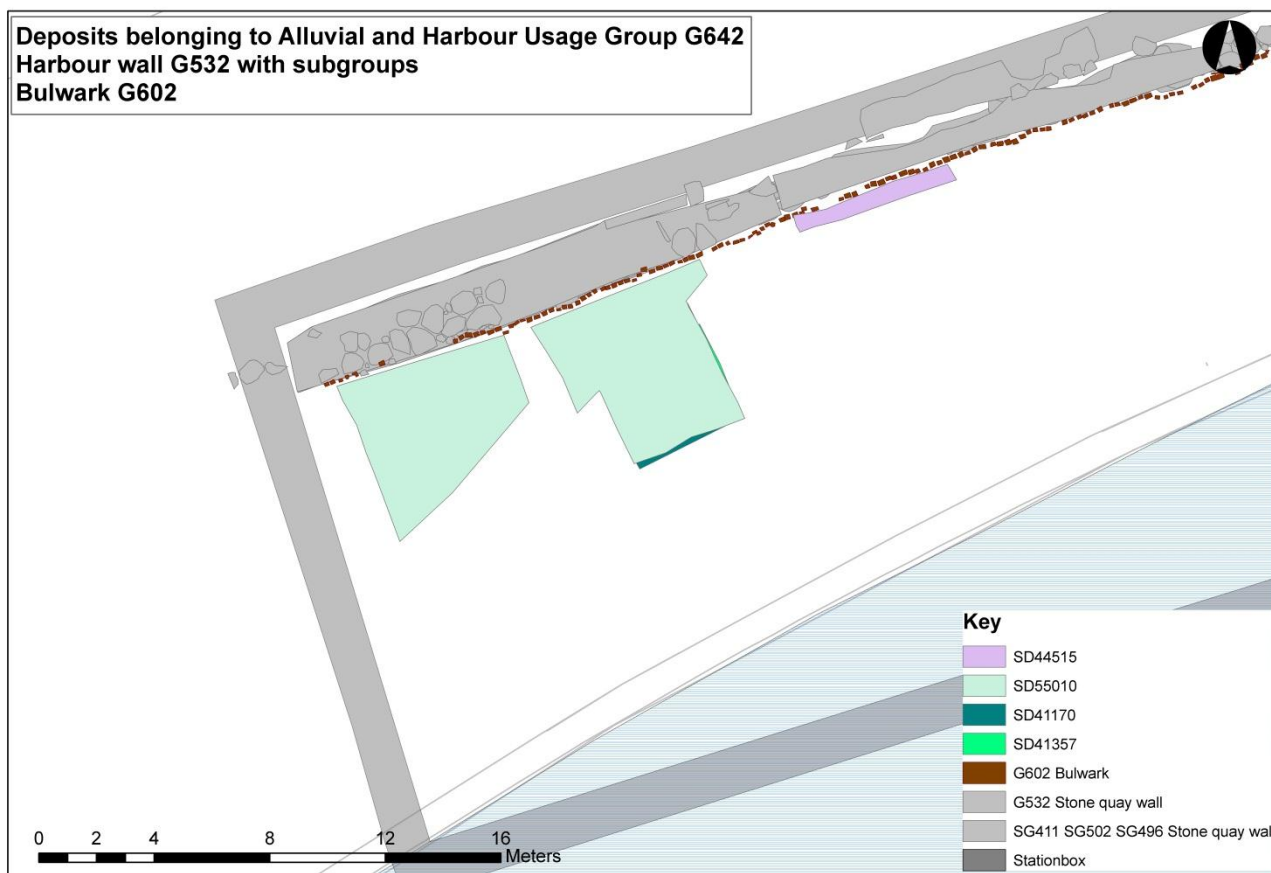 Deposits belonging to Alluvial and Harbour Usage Group G642
Harbour wall G532 with subgroups
Bulwark G602
Key
SD44515
SD55010
SD41170
SD41357
G602 Bulwark
G532 Stone quay wall
SG411 SG502 SG496 Stone quay wal
Stationbox
0 2 4 8 12 16
Meters